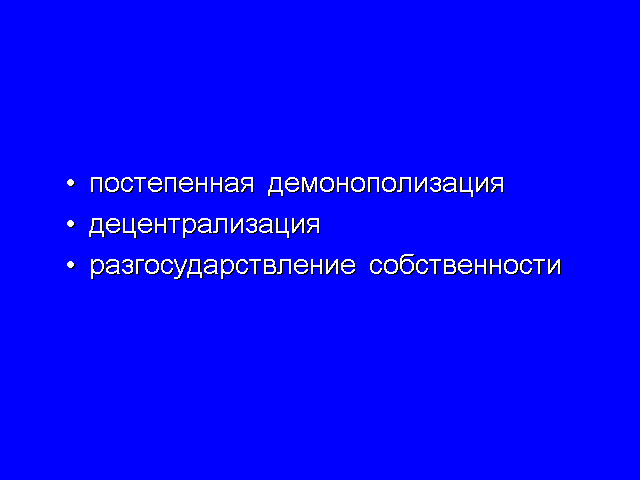 • постепенная демонополизация
• децентрализация
• разгосударствление собственности